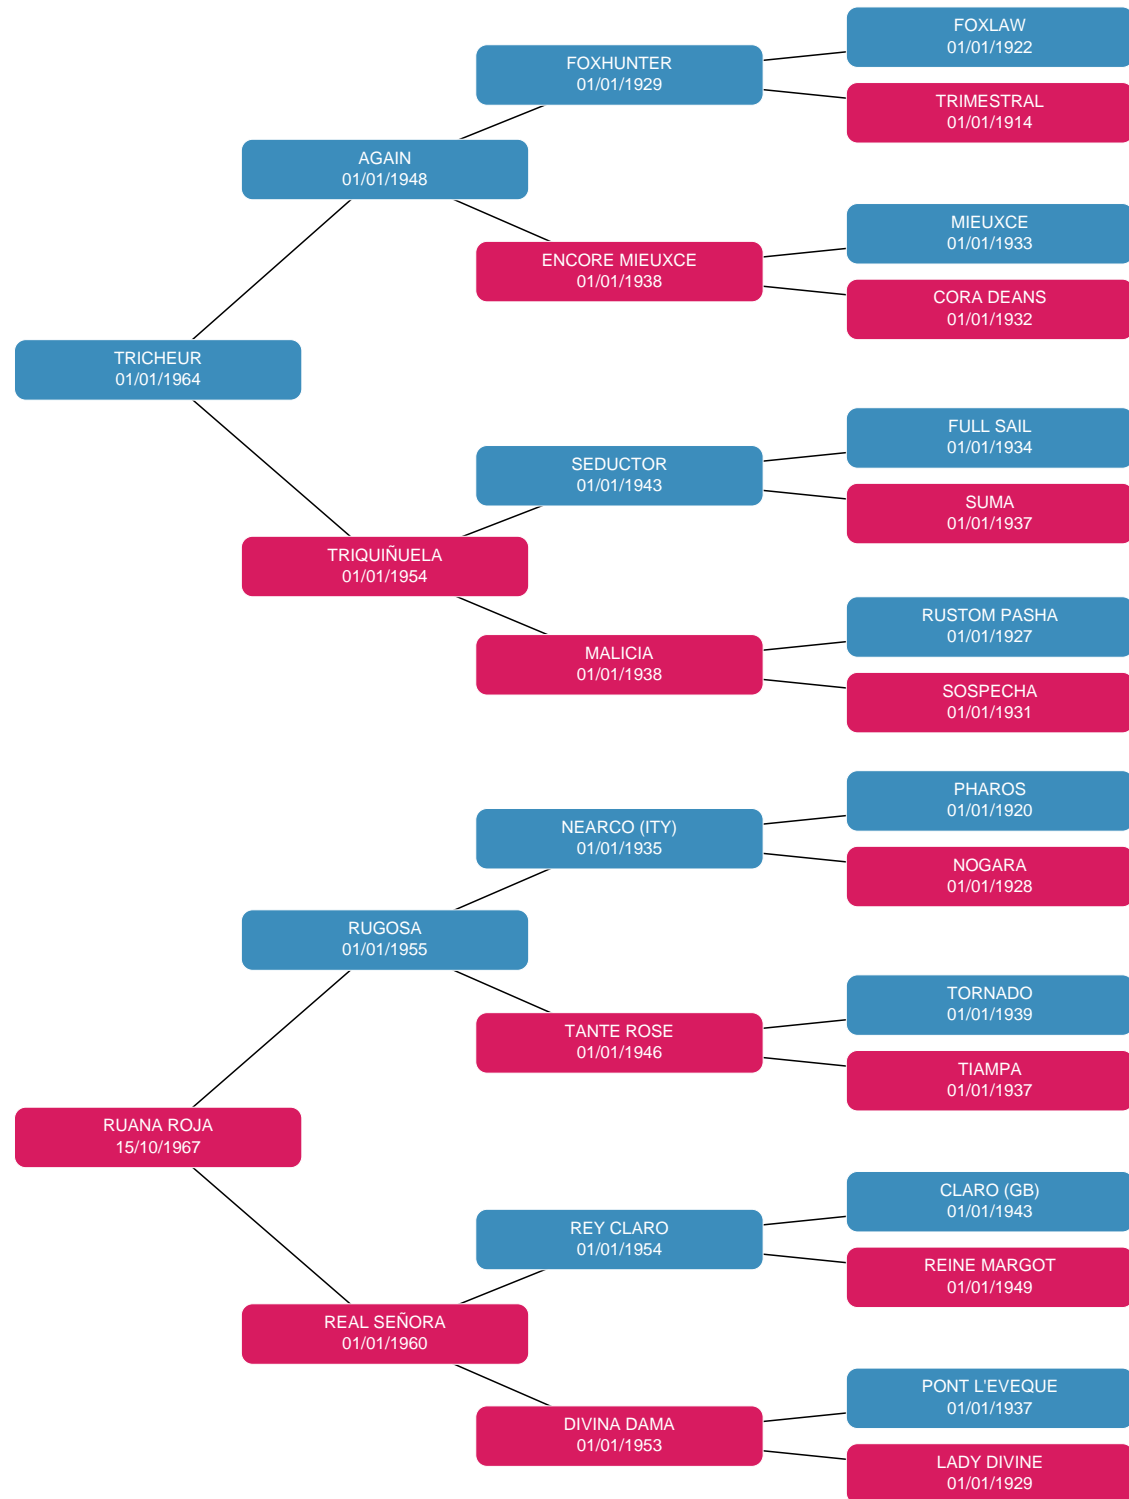 FOXLAW
01/01/1922
FOXHUNTER
01/01/1929
TRIMESTRAL
01/01/1914
AGAIN
01/01/1948
MIEUXCE
01/01/1933
ENCORE MIEUXCE
01/01/1938
CORA DEANS
01/01/1932
TRICHEUR
01/01/1964
FULL SAIL
01/01/1934
SEDUCTOR
01/01/1943
SUMA
01/01/1937
TRIQUIÑUELA
01/01/1954
RUSTOM PASHA
01/01/1927
MALICIA
01/01/1938
SOSPECHA
01/01/1931
PHAROS
01/01/1920
NEARCO (ITY)
01/01/1935
NOGARA
01/01/1928
RUGOSA
01/01/1955
TORNADO
01/01/1939
TANTE ROSE
01/01/1946
TIAMPA
01/01/1937
RUANA ROJA
15/10/1967
CLARO (GB)
01/01/1943
REY CLARO
01/01/1954
REINE MARGOT
01/01/1949
REAL SEÑORA
01/01/1960
PONT L'EVEQUE
01/01/1937
DIVINA DAMA
01/01/1953
LADY DIVINE
01/01/1929